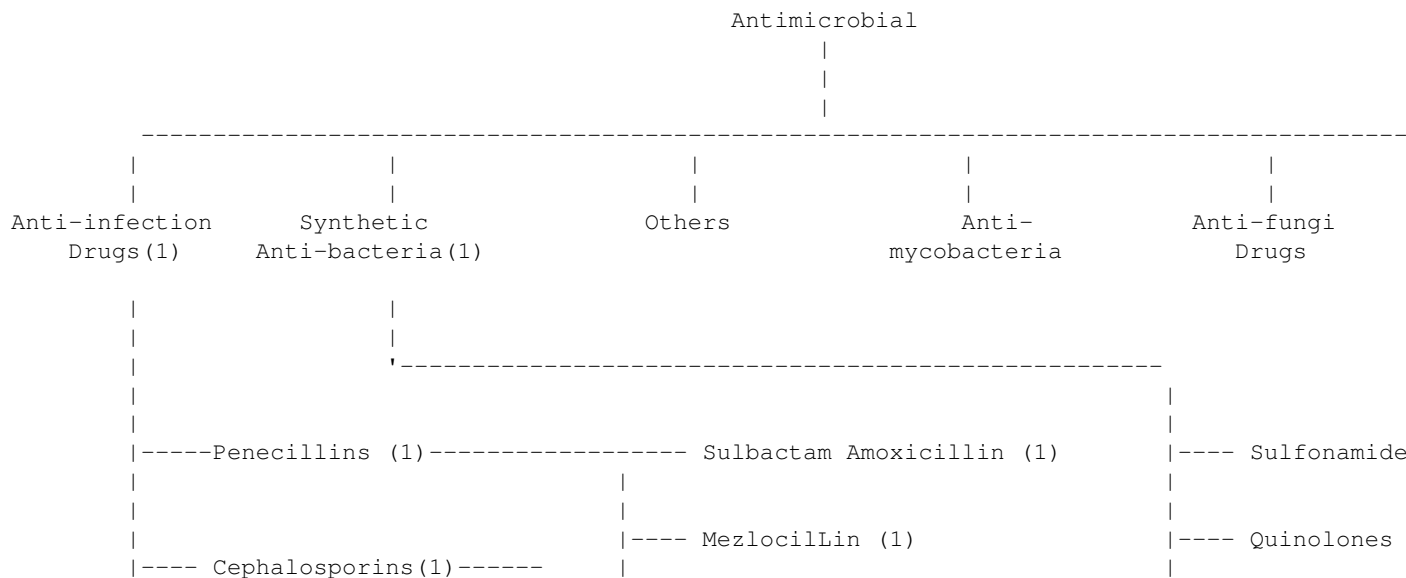 Antimicrobial
Anti-infection Synthetic Others Anti- Anti-fungi
Drugs(1) Anti-bacteria(1) mycobacteria Drugs
Penecillins (1) Sulbactam Amoxicillin (1) Sulfonamide
MezlocilLin (1) Quinolones
Cephalosporins(1)